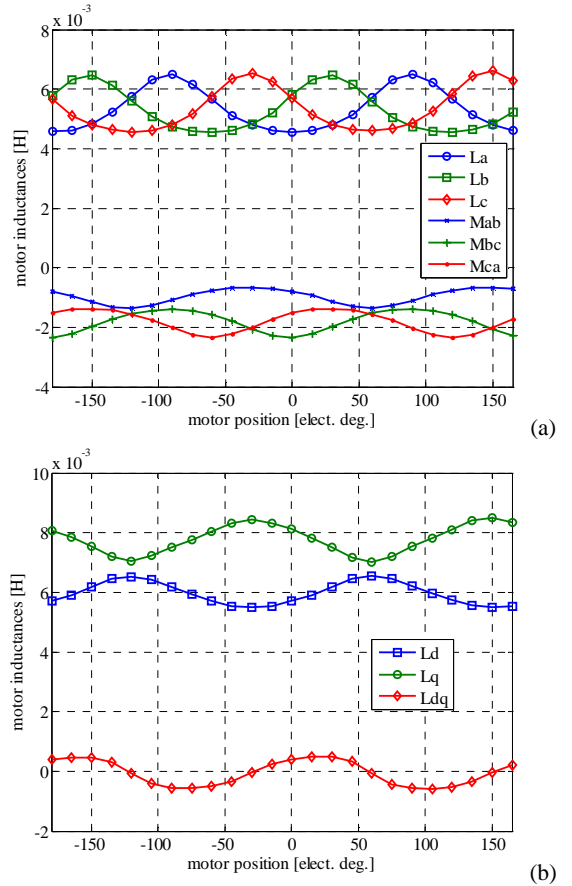 x 10^-3
8
6
4
2
0
-2
-4
motor inductances [H]
La
Lb
Lc
Mab
Mbc
Mca
-150 -100 -50 0 50 100 150
motor position [elect. deg.]
(a)
x 10^-3
10
8
6
4
2
0
-2
motor inductances [H]
Ld
Lq
Ldq
-150 -100 -50 0 50 100 150
motor position [elect. deg.]
(b)